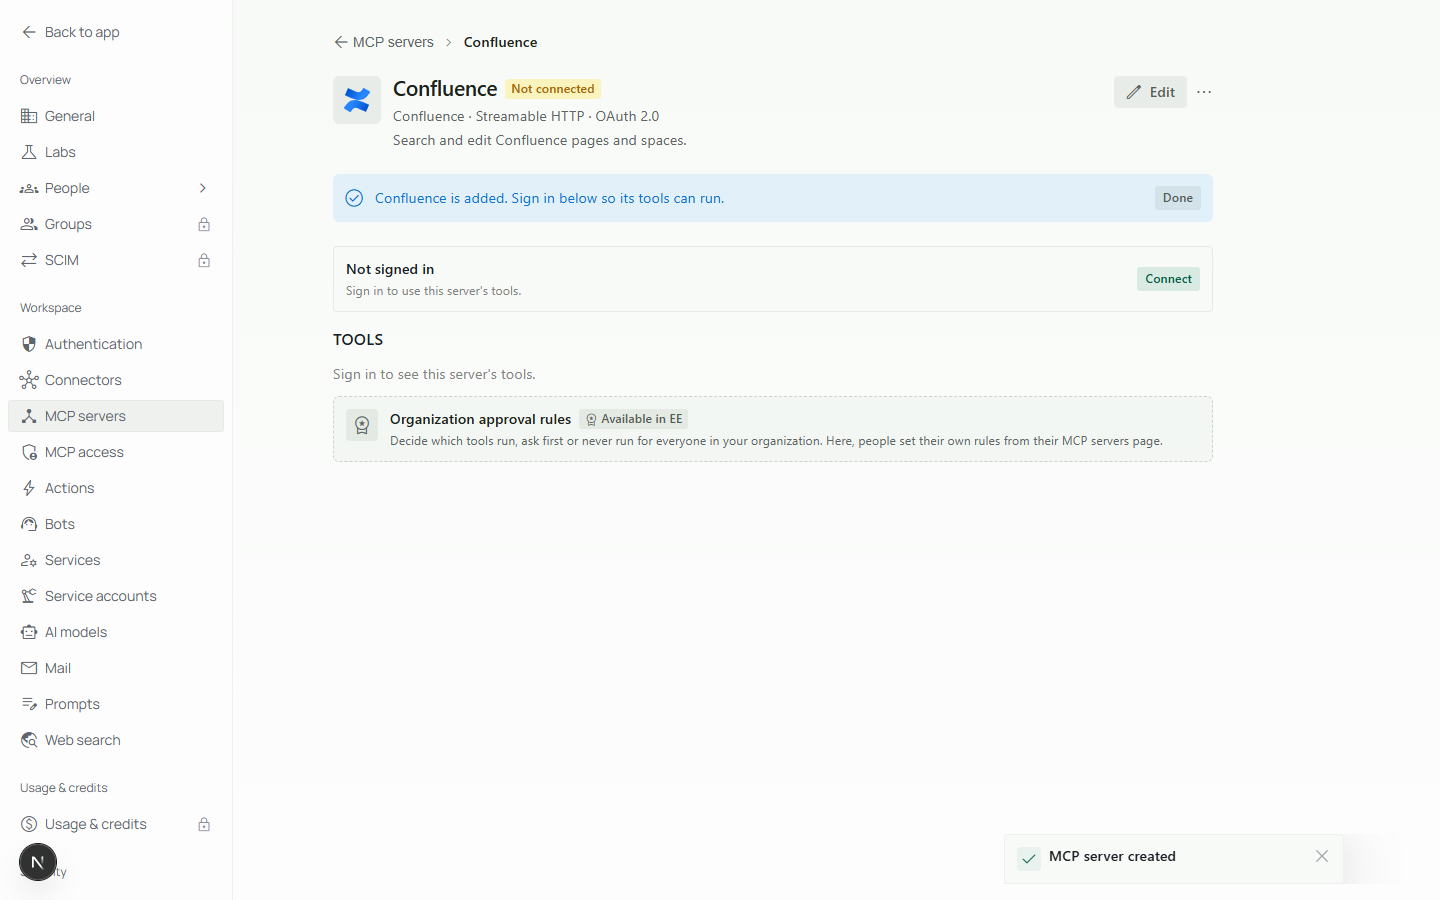 Back to app
Overview
General
Labs
People
Groups
SCIM
Workspace
Authentication
Connectors
MCP servers
MCP access
Actions
Bots
Services
Service accounts
AI models
Mail
Prompts
Web search
Usage & credits
Usage & credits
N
MCP servers
Confluence
Confluence Not connected
Edit
Confluence · Streamable HTTP · OAuth 2.0
Search and edit Confluence pages and spaces.
Confluence is added. Sign in below so its tools can run.
Done
Not signed in
Sign in to use this server's tools.
Connect
TOOLS
Sign in to see this server's tools.
Organization approval rules Available in EE
Decide which tools run, ask first or never run for everyone in your organization. Here, people set their own rules from their MCP servers page.
MCP server created